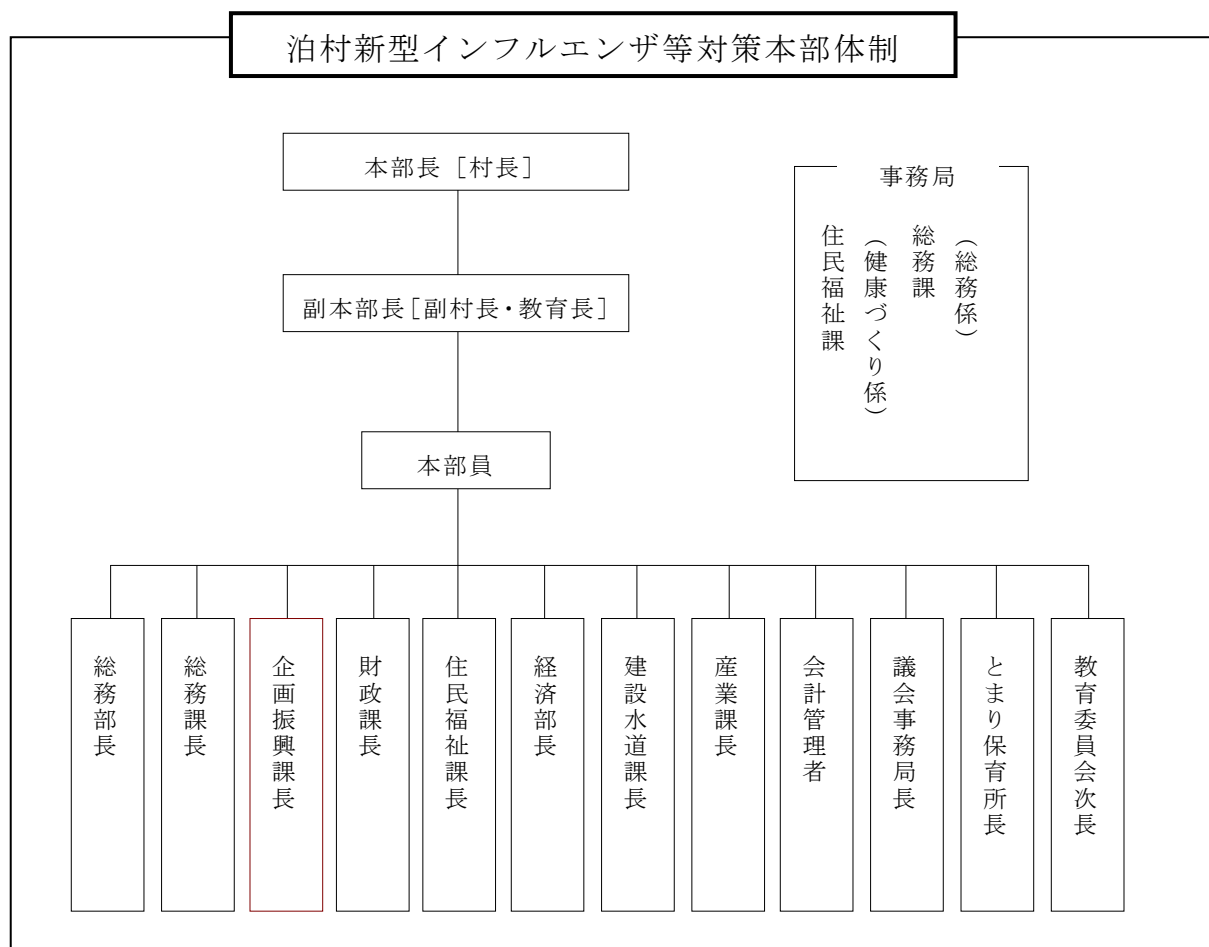 泊村新型インフルエンザ等対策本部体制
本部長［村長］
副本部長［副村長・教育長］
本部員
事務局
（総務係）
総務課
（健康づくり係）
住民福祉課
総務部長
総務課長
企画振興課長
財政課長
住民福祉課長
経済部長
建設水道課長
産業課長
会計管理者
議会事務局長
とまり保育所長
教育委員会次長